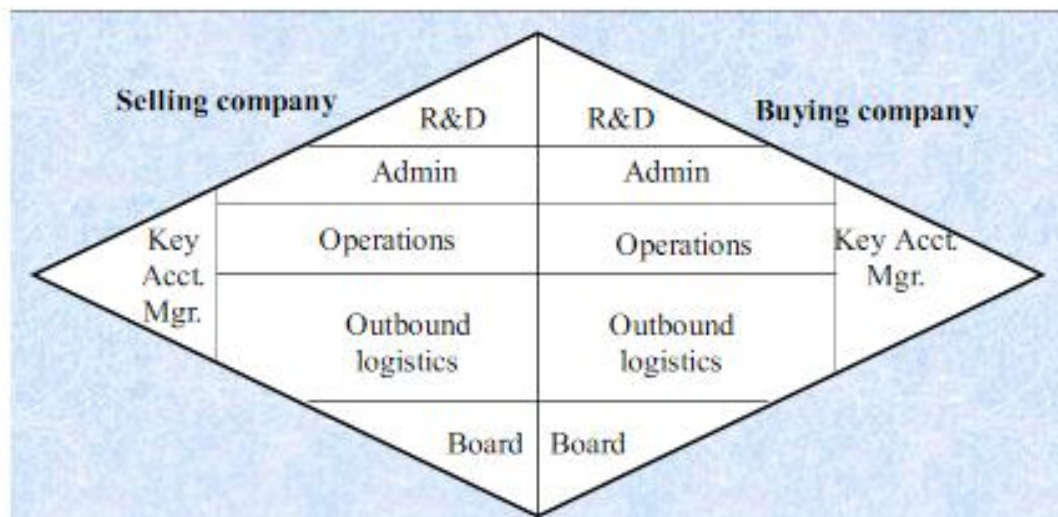 Selling company
Buying company
R&D
R&D
Admin
Admin
Key
Acct.
Mgr.
Operations
Operations
Key Acct.
Mgr.
Outbound
logistics
Outbound
logistics
Board
Board